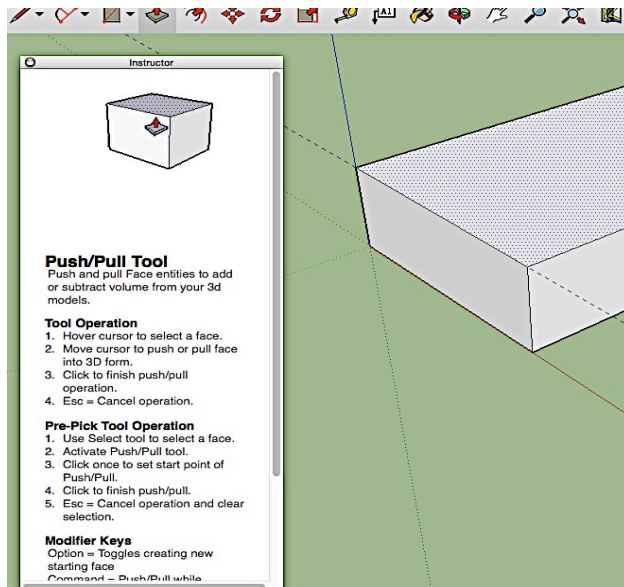 A1
Instructor
Push/Pull Tool
Push and pull Face entities to add
or subtract volume from your 3d
models.
Tool Operation
1. Hover cursor to select a face.
2. Move cursor to push or pull face
into 3D form.
3. Click to finish push/pull
operation.
4. Esc = Cancel operation.
Pre-Pick Tool Operation
1. Use Select tool to select a face.
2. Activate Push/Pull tool.
3. Click once to set start point of
Push/Pull.
4. Click to finish push/pull.
5. Esc = Cancel operation and clear
selection.
Modifier Keys
Option = Toggles creating new
starting face
Command = Push/Pull while